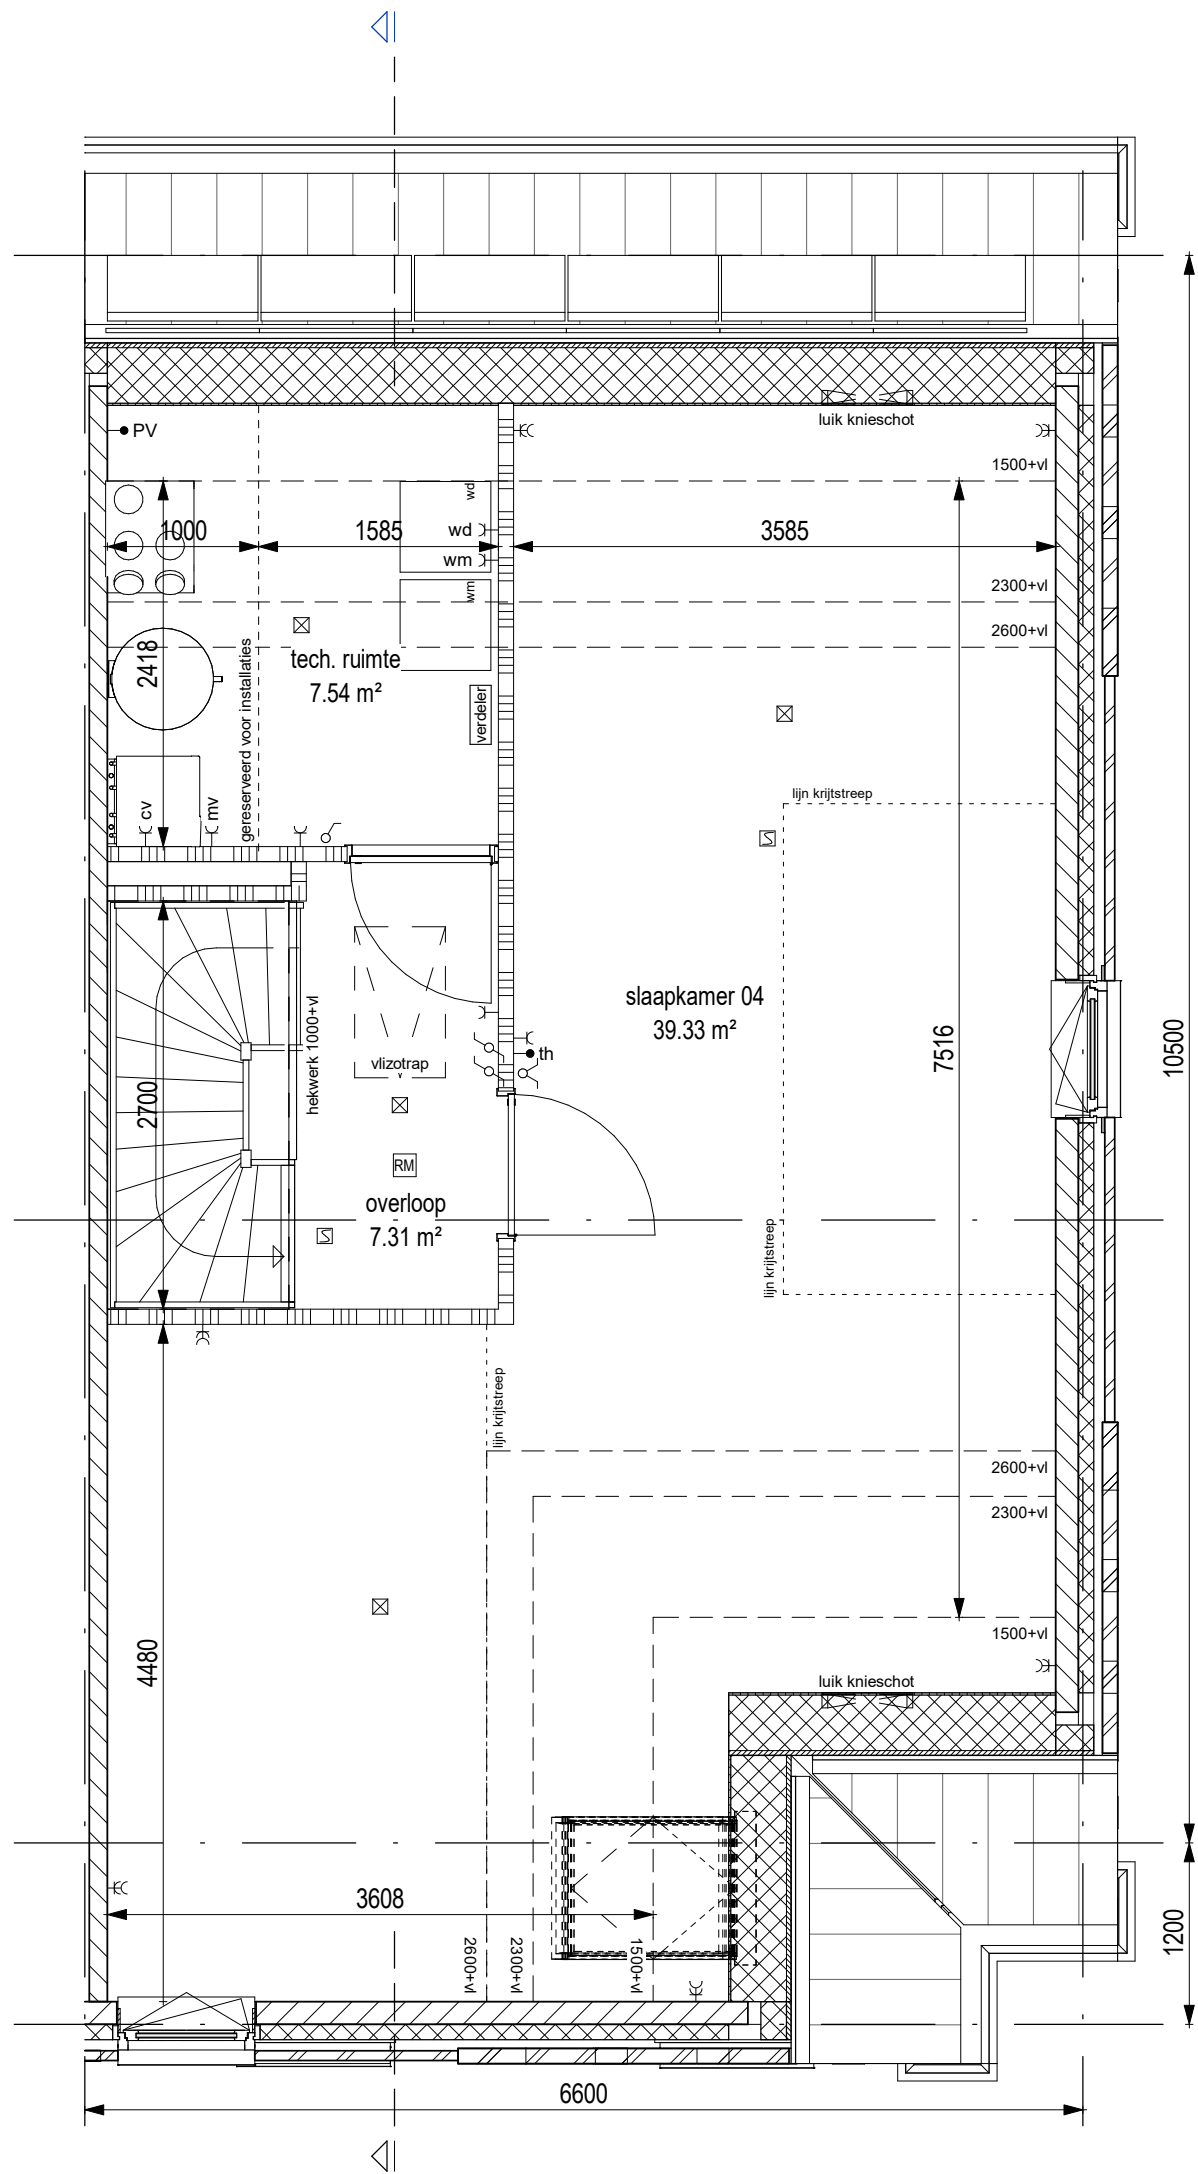 luik knieschot
PV
1500+vl
wd
1000
1585
wd
3585
wm
2300+vl
wm
2600+vl
2418
gereserveerd voor installaties
tech. ruimte
7.54 m²
verdeler
lijn krijtstreep
cv
mv
slaapkamer 04
39.33 m²
hekwerk 1000+vl
7516
10500
th
vlizotrap
2700
RM
overloop
7.31 m²
lijn krijtstreep
lijn krijtstreep
2600+vl
2300+vl
1500+vl
4480
luik knieschot
3608
2600+vl
2300+vl
1500+vl
1200
6600